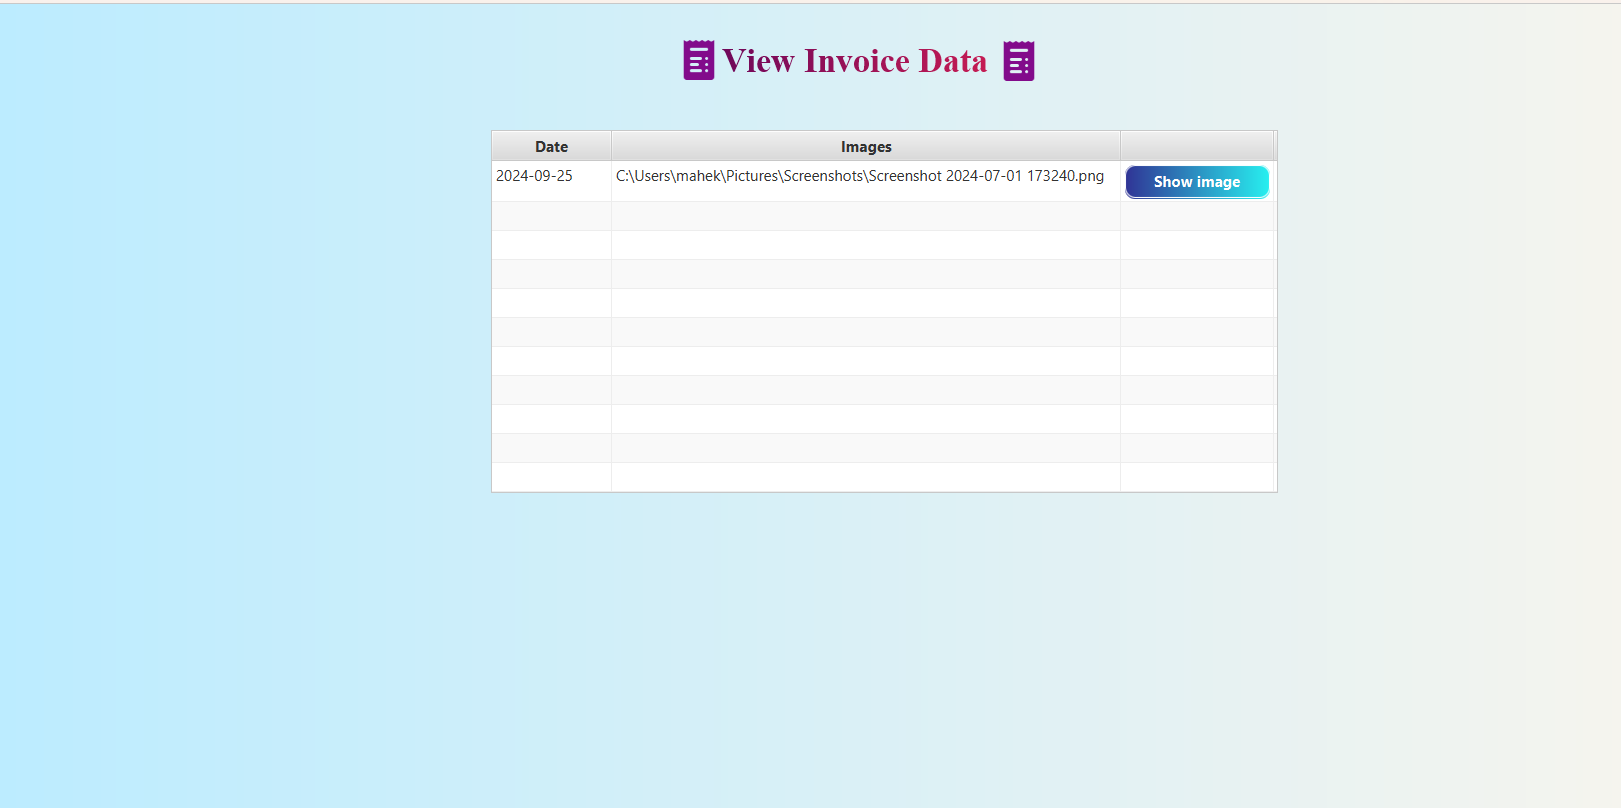 View Invoice Data
Date Images
2024-09-25 C:\Users\mahek\Pictures\Screenshots\Screenshot 2024-07-01 173240.png Show image